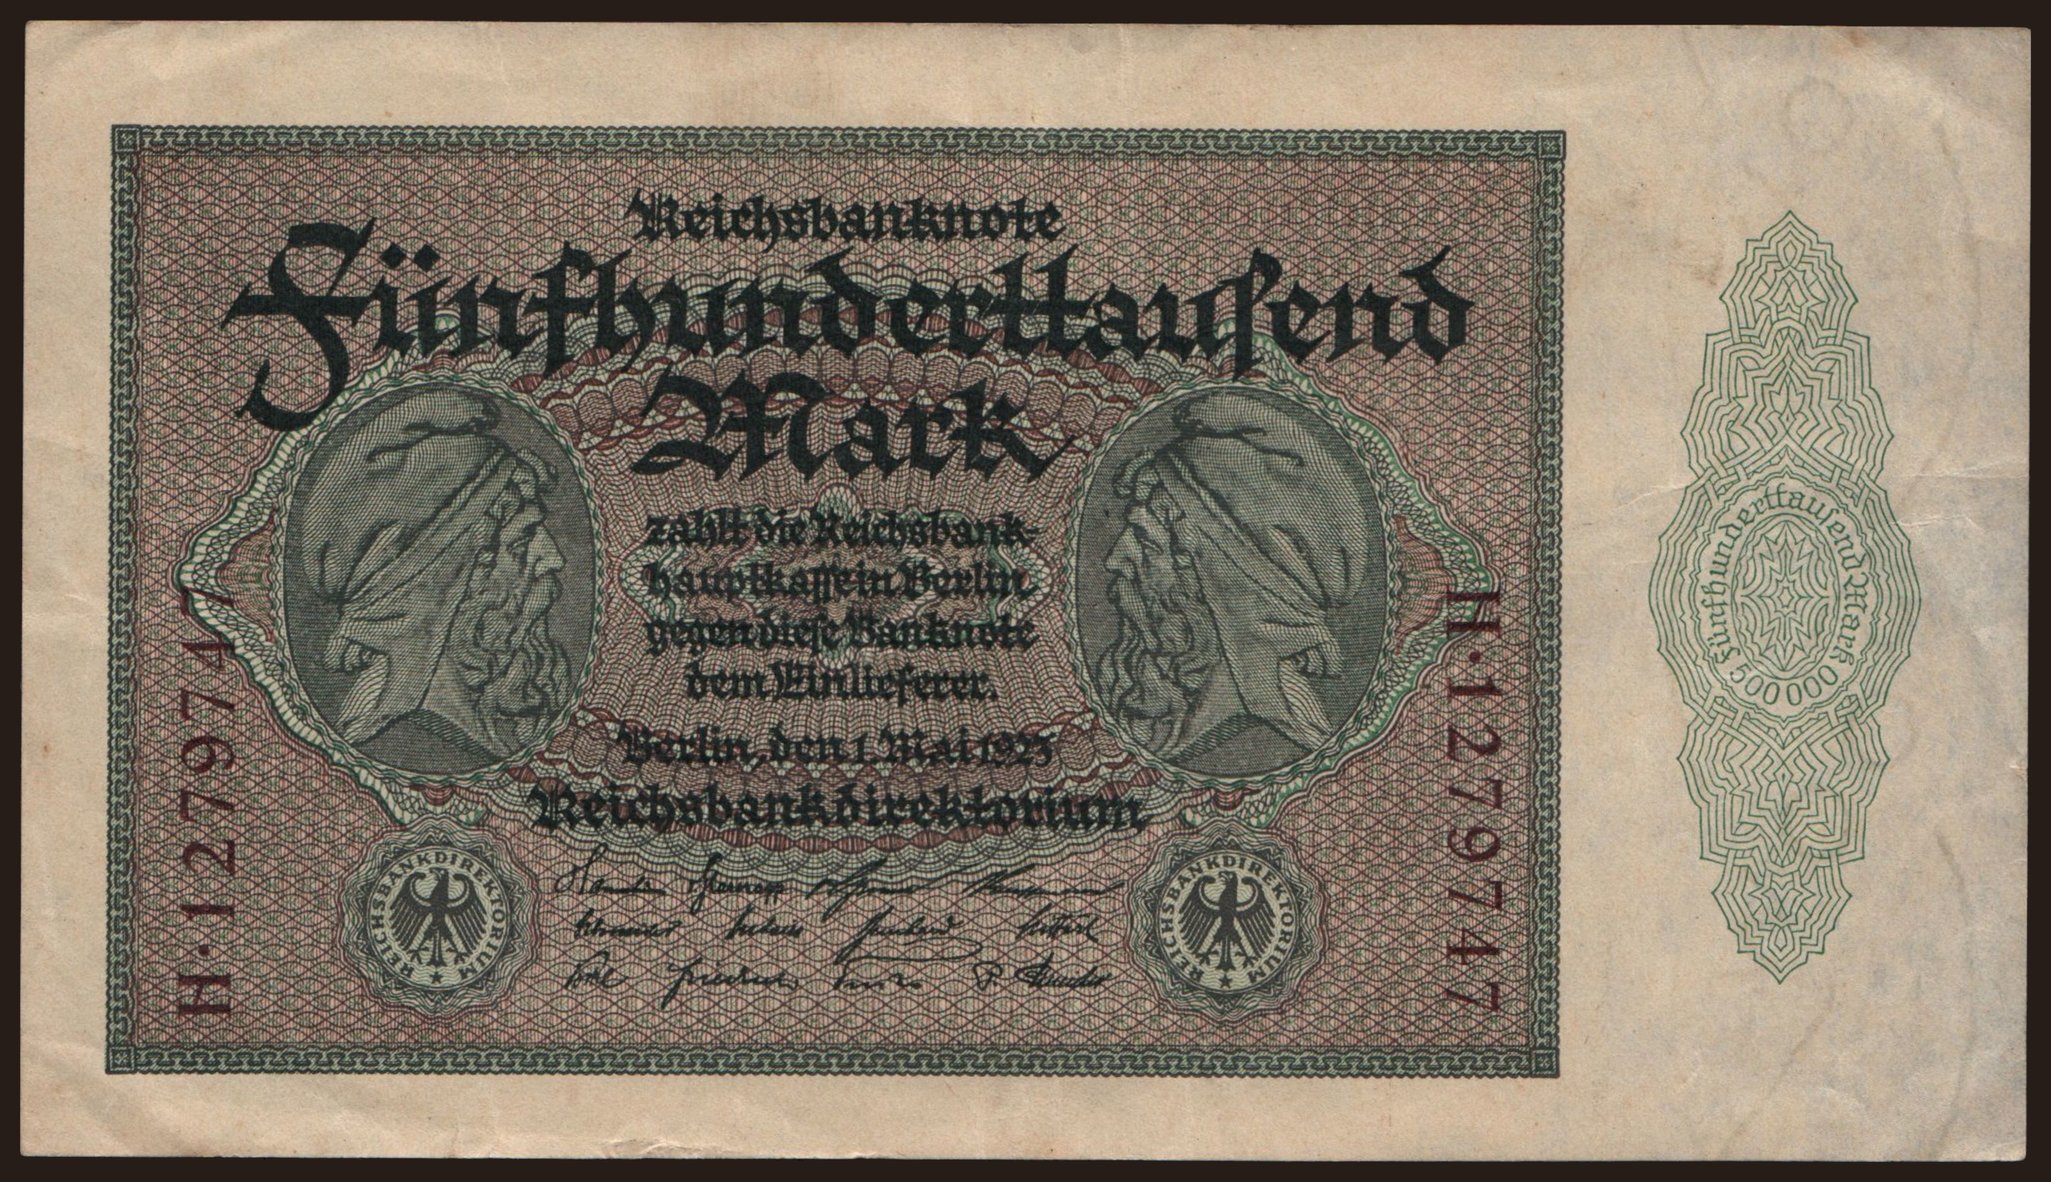 Reichsbanknote
Fünfhunderttausend
Mark
zahlt die Reichsbank-
hauptkasse in Berlin
gegen diese Banknote
dem Einlieferer.
Berlin, den 1. Mai 1923
Reichsbankdirektorium
H·1279747
H·1279747
REICHSBANKDIREKTORIUM
REICHSBANKDIREKTORIUM
500 000 Fünfhunderttausend Mark